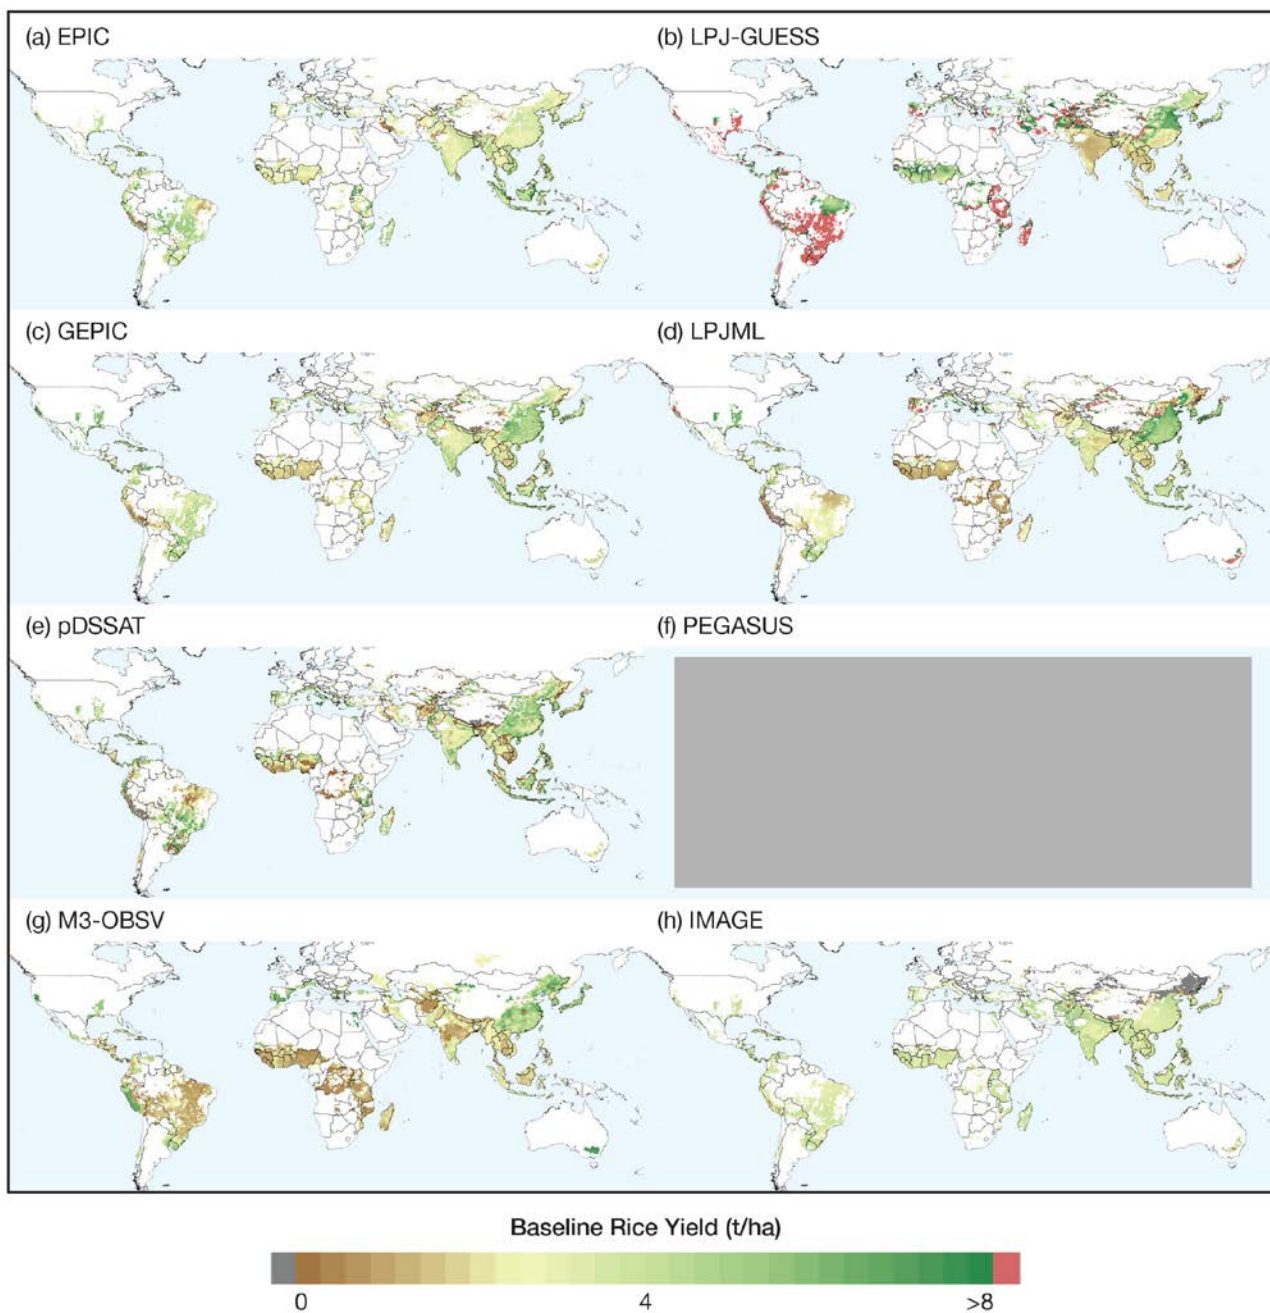 (a) EPIC
(b) LPJ-GUESS
(c) GEPIC
(d) LPJML
(e) pDSSAT
(f) PEGASUS
(g) M3-OBSV
(h) IMAGE
Baseline Rice Yield (t/ha)
0 4 >8